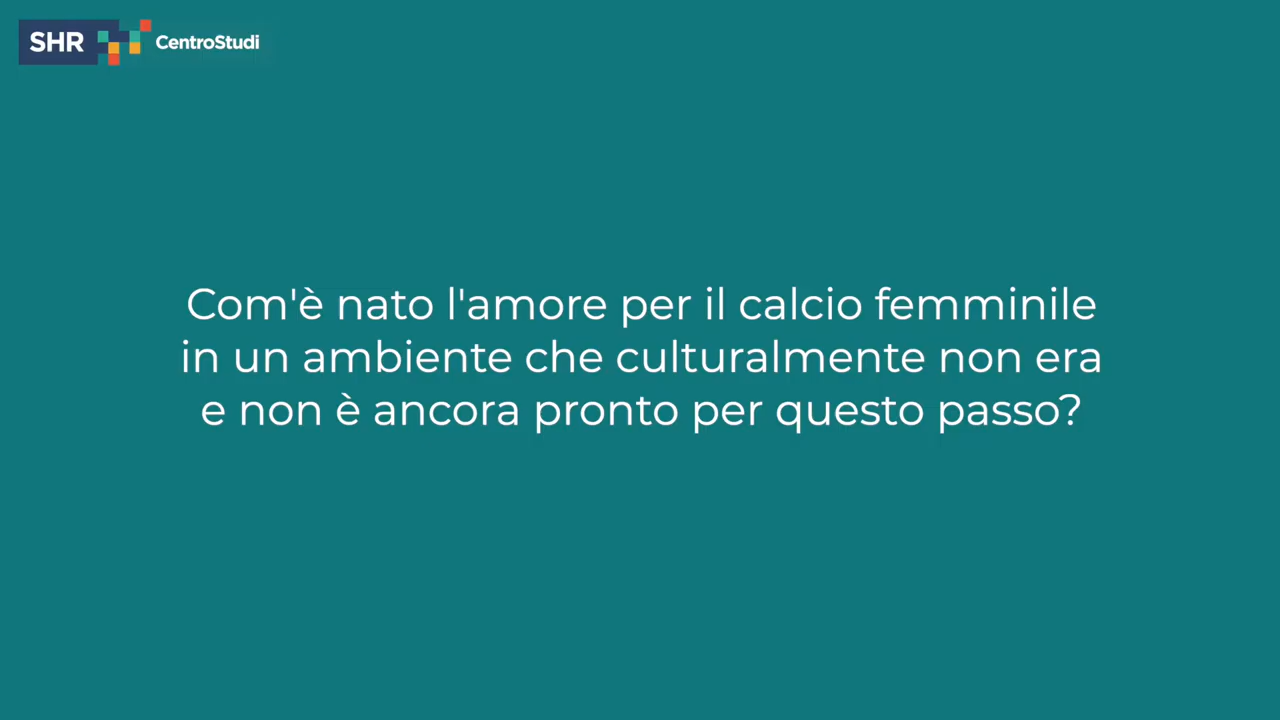 SHR CentroStudi
Com'è nato l'amore per il calcio femminile
in un ambiente che culturalmente non era
e non è ancora pronto per questo passo?